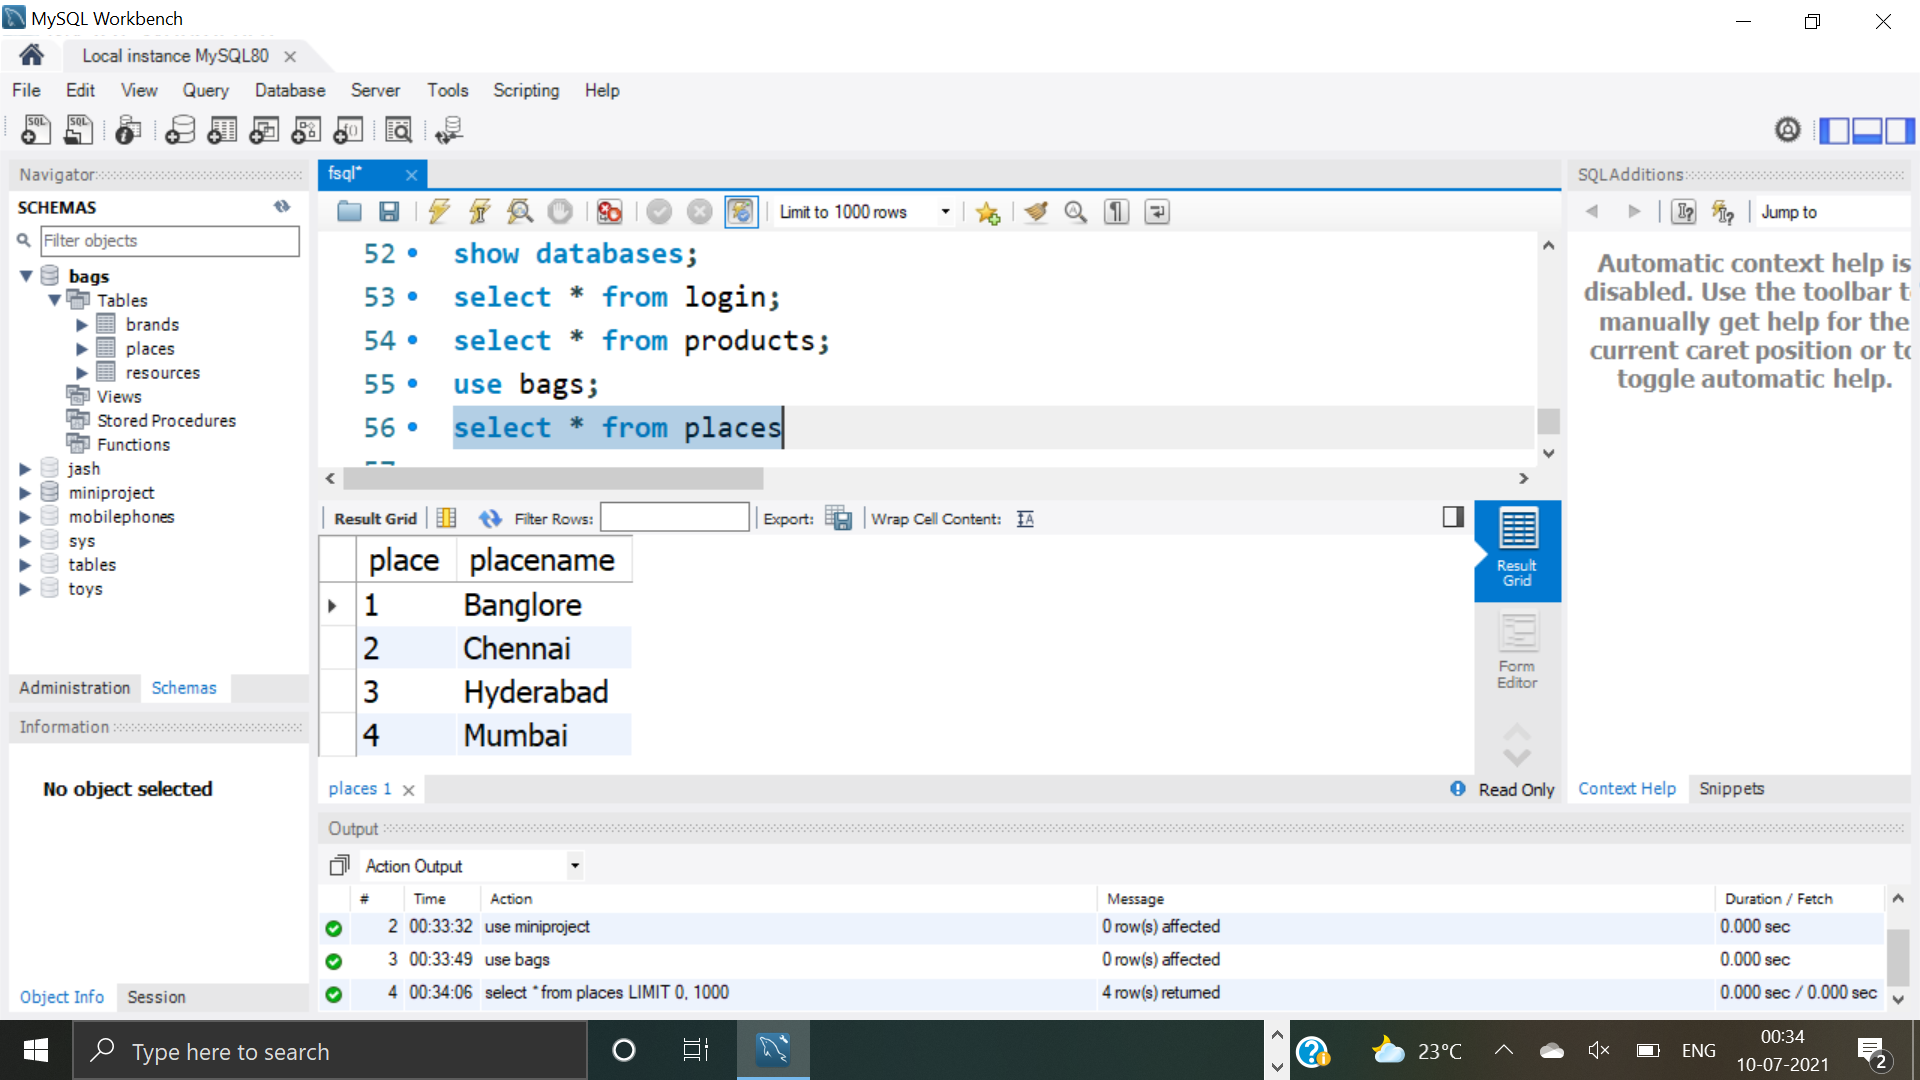 MySQL Workbench
Local instance MySQL80
File Edit View Query Database Server Tools Scripting Help
Navigator
SCHEMAS
Filter objects
bags
Tables
brands
places
resources
Views
Stored Procedures
Functions
jash
miniproject
mobilephones
sys
tables
toys
Administration Schemas
Information
No object selected
Object Info Session
fsql*
Limit to 1000 rows
52 show databases;
53 select * from login;
54 select * from products;
55 use bags;
56 select * from places
Result Grid Filter Rows: Export: Wrap Cell Content:
place placename
1 Banglore
2 Chennai
3 Hyderabad
4 Mumbai
Result Grid
Form Editor
places 1
Read Only
SQLAdditions
Jump to
Automatic context help is
disabled. Use the toolbar
manually get help for the
current caret position or
toggle automatic help.
Context Help Snippets
Output
Action Output
# Time Action Message Duration / Fetch
2 00:33:32 use miniproject 0 row(s) affected 0.000 sec
3 00:33:49 use bags 0 row(s) affected 0.000 sec
4 00:34:06 select * from places LIMIT 0, 1000 4 row(s) returned 0.000 sec / 0.000 sec
Type here to search
23°C
ENG
00:34
10-07-2021
2